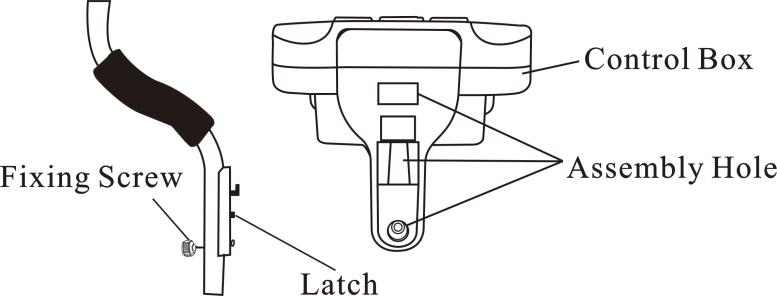 Control Box
Assembly Hole
Fixing Screw
Latch